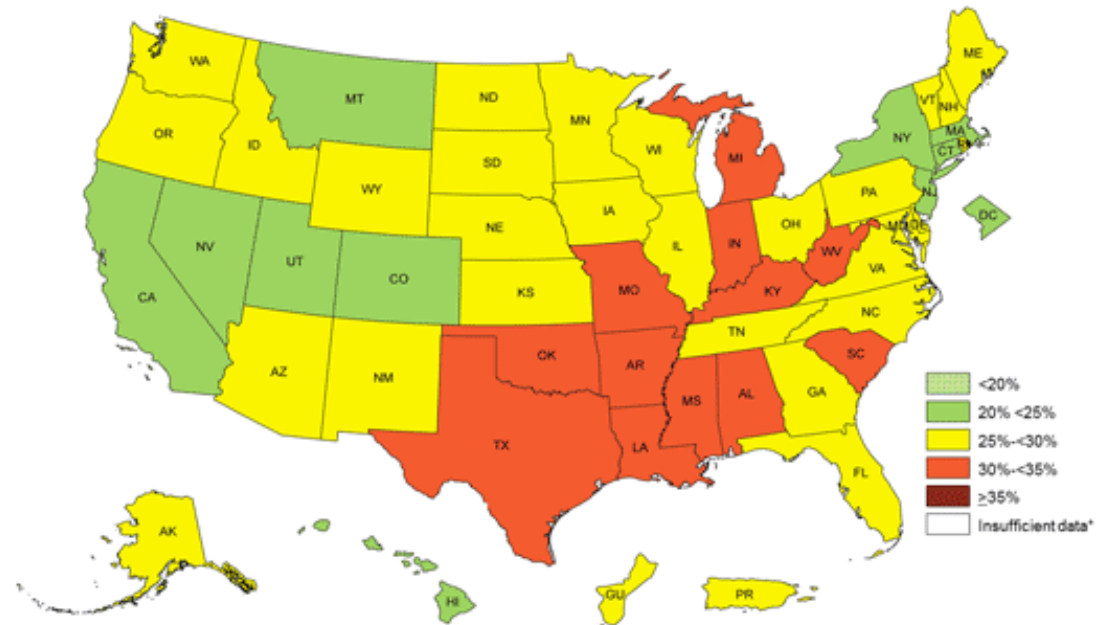 ME
WA
MT
ND
MN
VT
NH
OR
ID
SD
WI
MI
NY
MA
CT
WY
NE
IA
PA
NJ
DC
NV
UT
CO
IL
IN
OH
WV
MD
DE
VA
CA
KS
MO
KY
NC
TN
AZ
NM
OK
AR
SC
MS
AL
GA
TX
LA
FL
AK
HI
GU
PR
<20%
20% <25%
25%-<30%
30%-<35%
≥35%
Insufficient data*